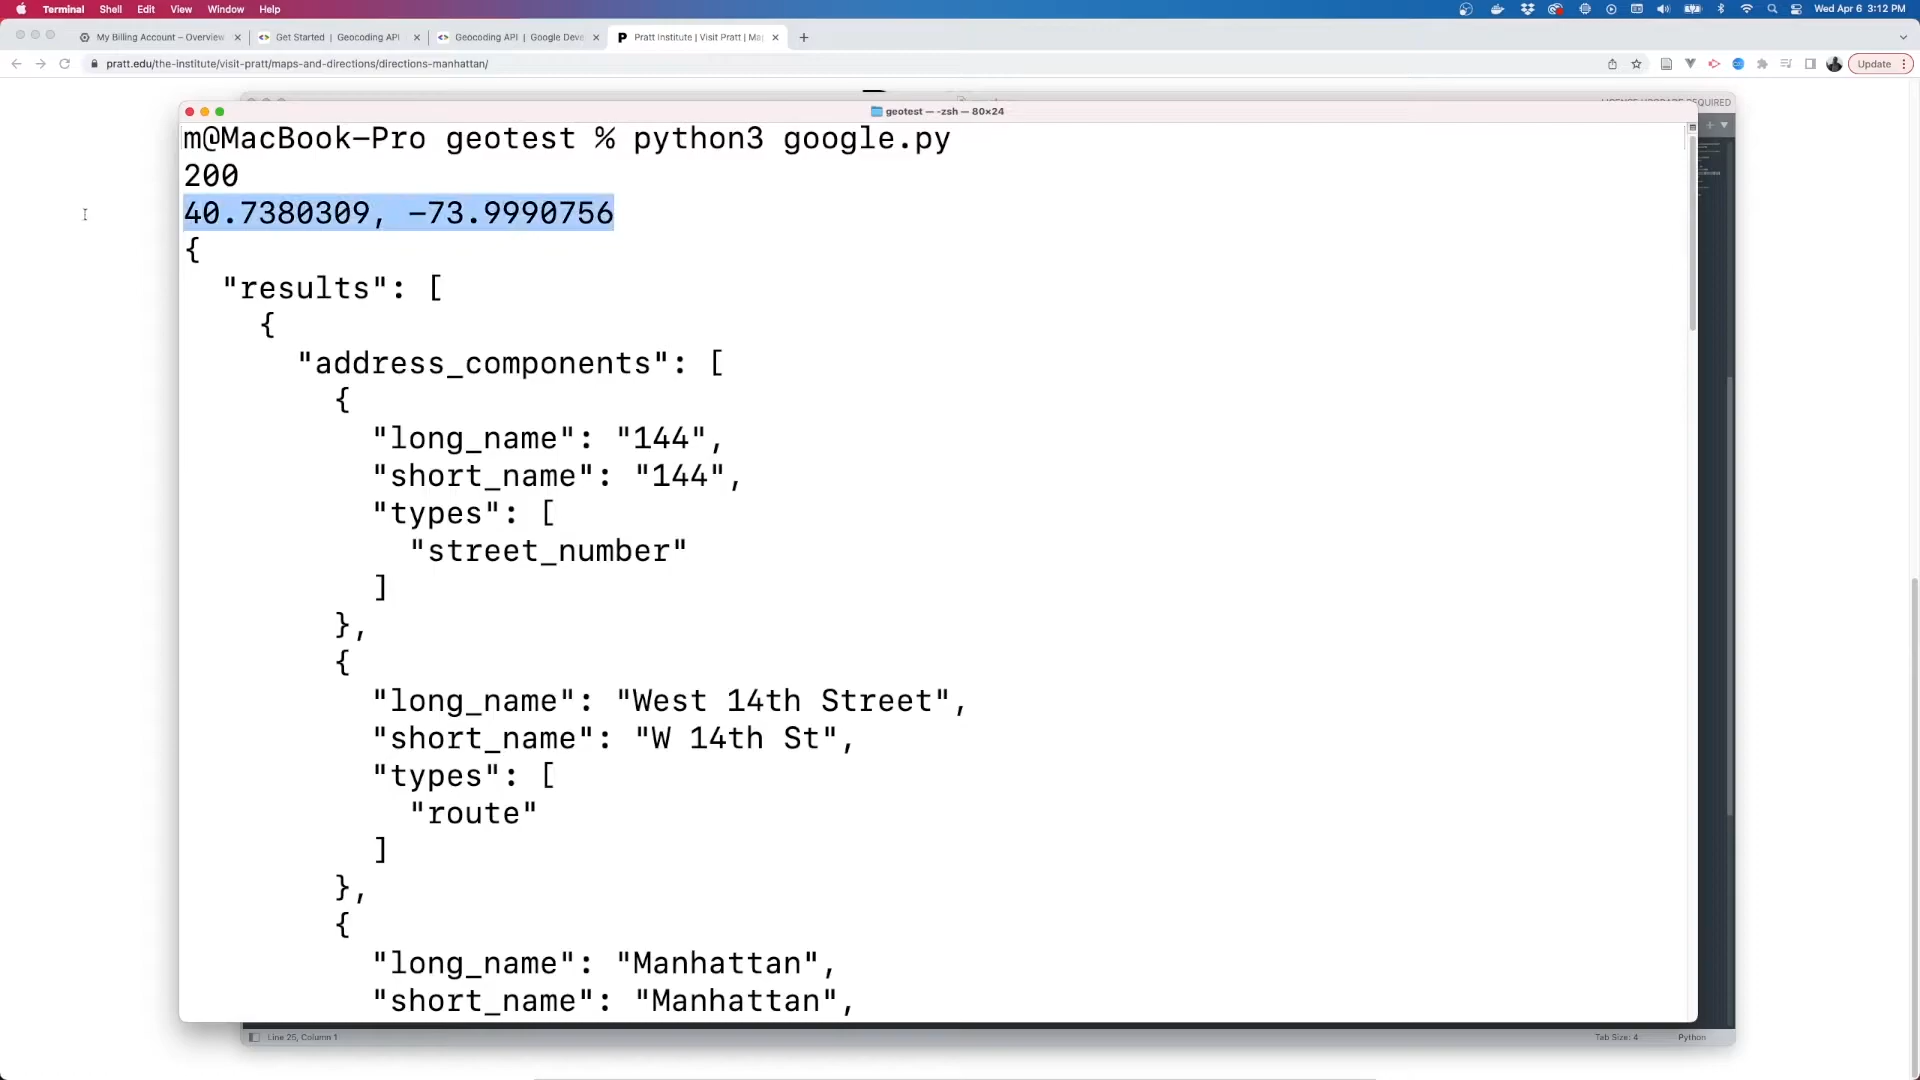 Terminal Shell Edit View Window Help Wed Apr 6 3:12 PM
My Billing Account – Overview Get Started | Geocoding API Geocoding API | Google Deve Pratt Institute | Visit Pratt | Ma
pratt.edu/the-institute/visit-pratt/maps-and-directions/directions-manhattan/ Update
geotest — -zsh — 80×24
m@MacBook-Pro geotest % python3 google.py
200
40.7380309, -73.9990756
{
"results": [
{
"address_components": [
{
"long_name": "144",
"short_name": "144",
"types": [
"street_number"
]
},
{
"long_name": "West 14th Street",
"short_name": "W 14th St",
"types": [
"route"
]
},
{
"long_name": "Manhattan",
"short_name": "Manhattan",
Line 25, Column 1 Tab Size: 4 Python